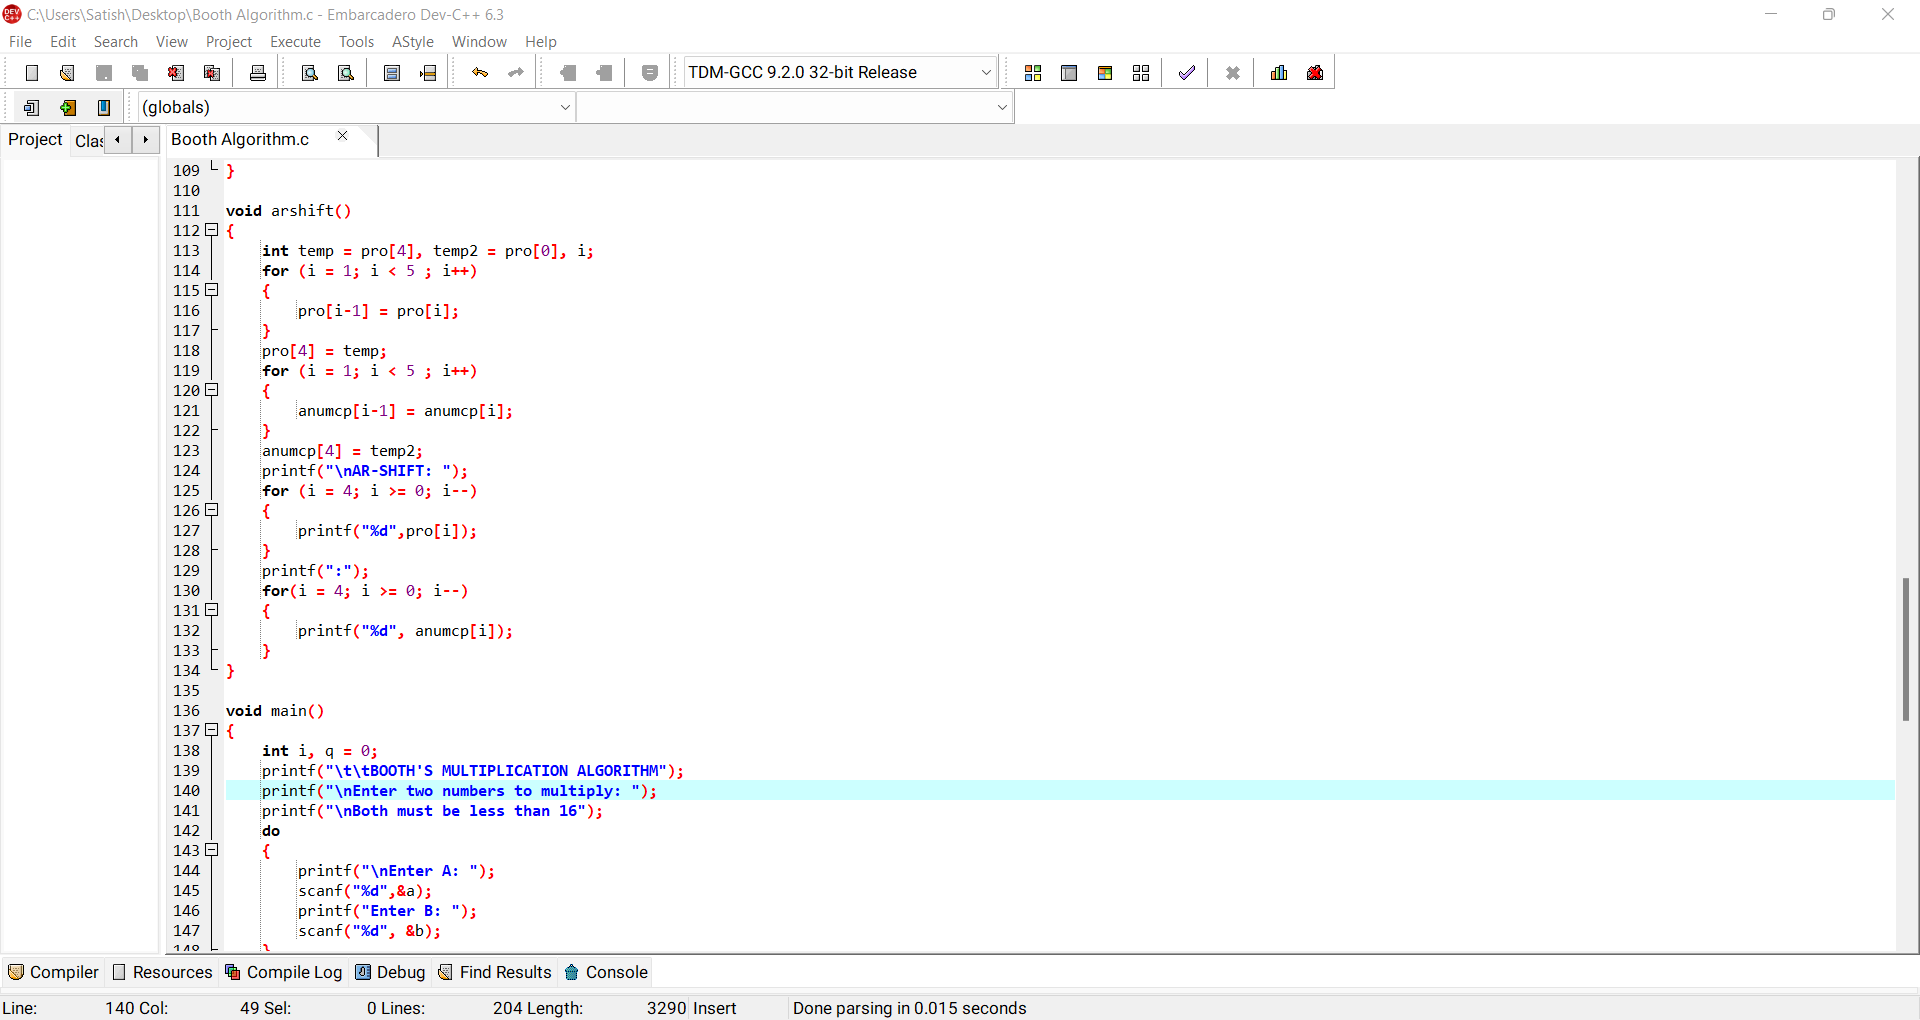 C:\Users\Satish\Desktop\Booth Algorithm.c - Embarcadero Dev-C++ 6.3
File Edit Search View Project Execute Tools AStyle Window Help
TDM-GCC 9.2.0 32-bit Release
(globals)
Project Clas Booth Algorithm.c
109 }
110
111 void arshift()
112 {
113 int temp = pro[4], temp2 = pro[0], i;
114 for (i = 1; i < 5 ; i++)
115 {
116 pro[i-1] = pro[i];
117 }
118 pro[4] = temp;
119 for (i = 1; i < 5 ; i++)
120 {
121 anumcp[i-1] = anumcp[i];
122 }
123 anumcp[4] = temp2;
124 printf("\nAR-SHIFT: ");
125 for (i = 4; i >= 0; i--)
126 {
127 printf("%d",pro[i]);
128 }
129 printf(":");
130 for(i = 4; i >= 0; i--)
131 {
132 printf("%d", anumcp[i]);
133 }
134 }
135
136 void main()
137 {
138 int i, q = 0;
139 printf("\t\tBOOTH'S MULTIPLICATION ALGORITHM");
140 printf("\nEnter two numbers to multiply: ");
141 printf("\nBoth must be less than 16");
142 do
143 {
144 printf("\nEnter A: ");
145 scanf("%d",&a);
146 printf("Enter B: ");
147 scanf("%d", &b);
148 }
Compiler Resources Compile Log Debug Find Results Console
Line: 140 Col: 49 Sel: 0 Lines: 204 Length: 3290 Insert Done parsing in 0.015 seconds